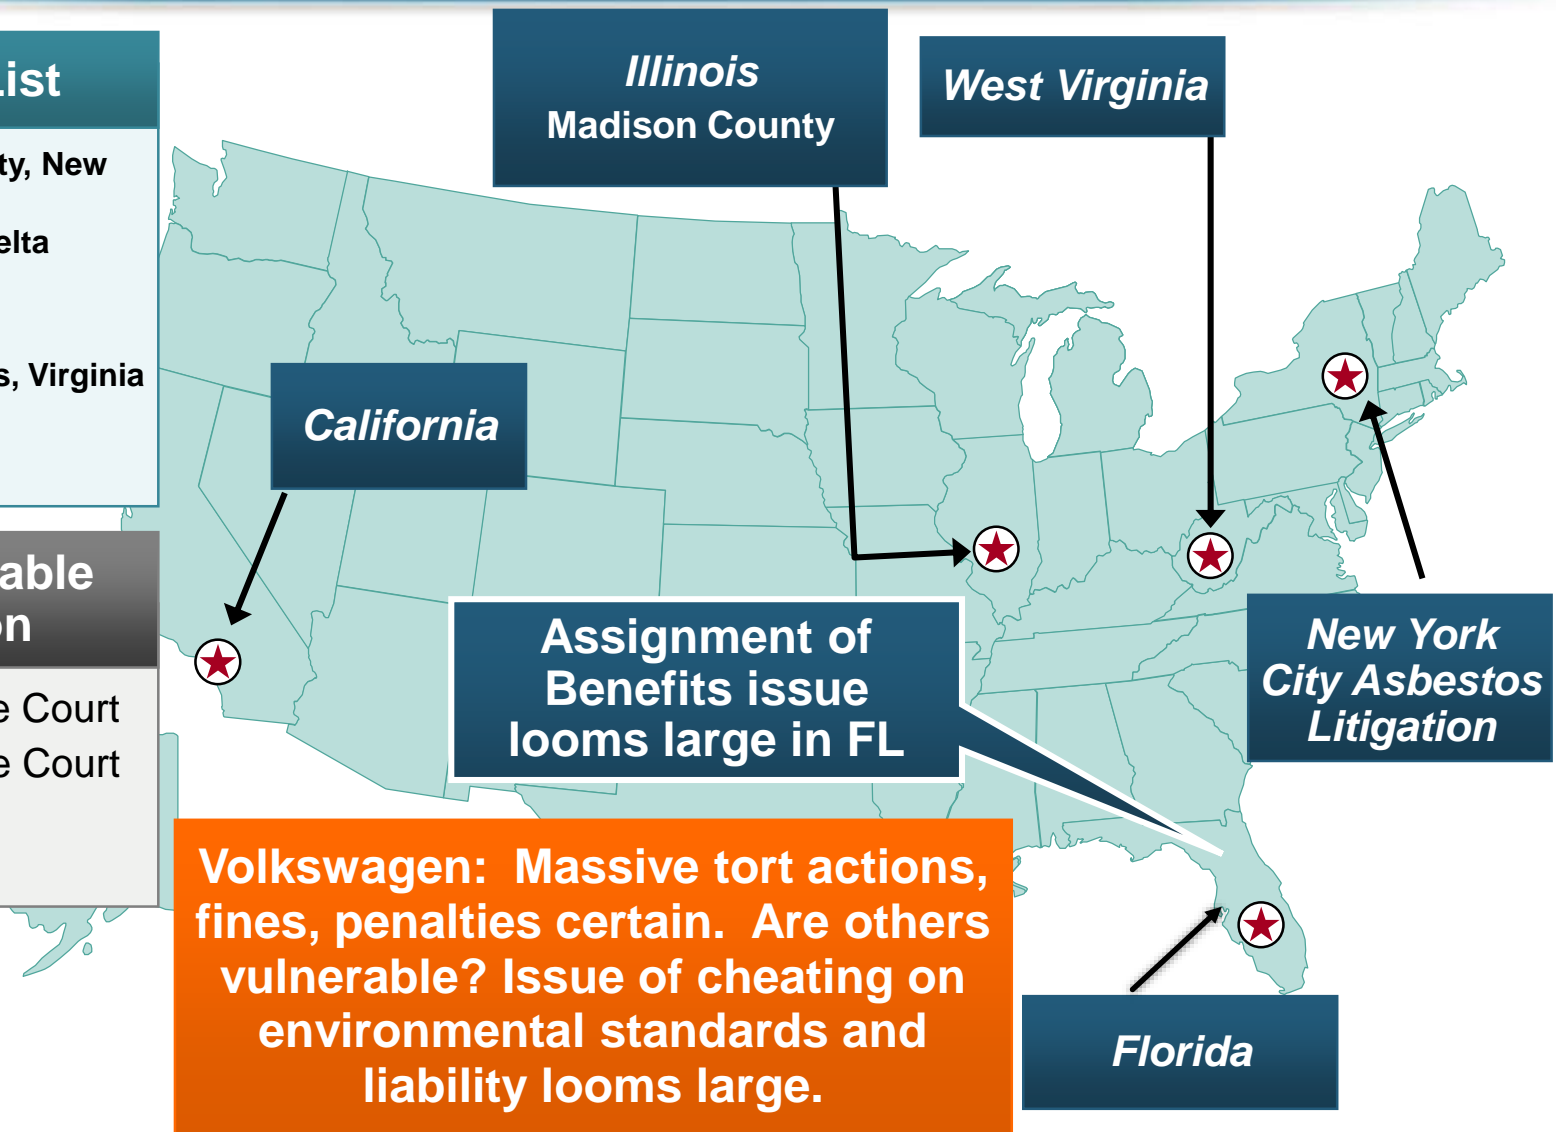 List
ty, New
elta
s, Virginia
able
on
e Court
e Court
Illinois
Madison County
West Virginia
California
Assignment of
Benefits issue
looms large in FL
New York
City Asbestos
Litigation
Volkswagen: Massive tort actions,
fines, penalties certain. Are others
vulnerable? Issue of cheating on
environmental standards and
liability looms large.
Florida